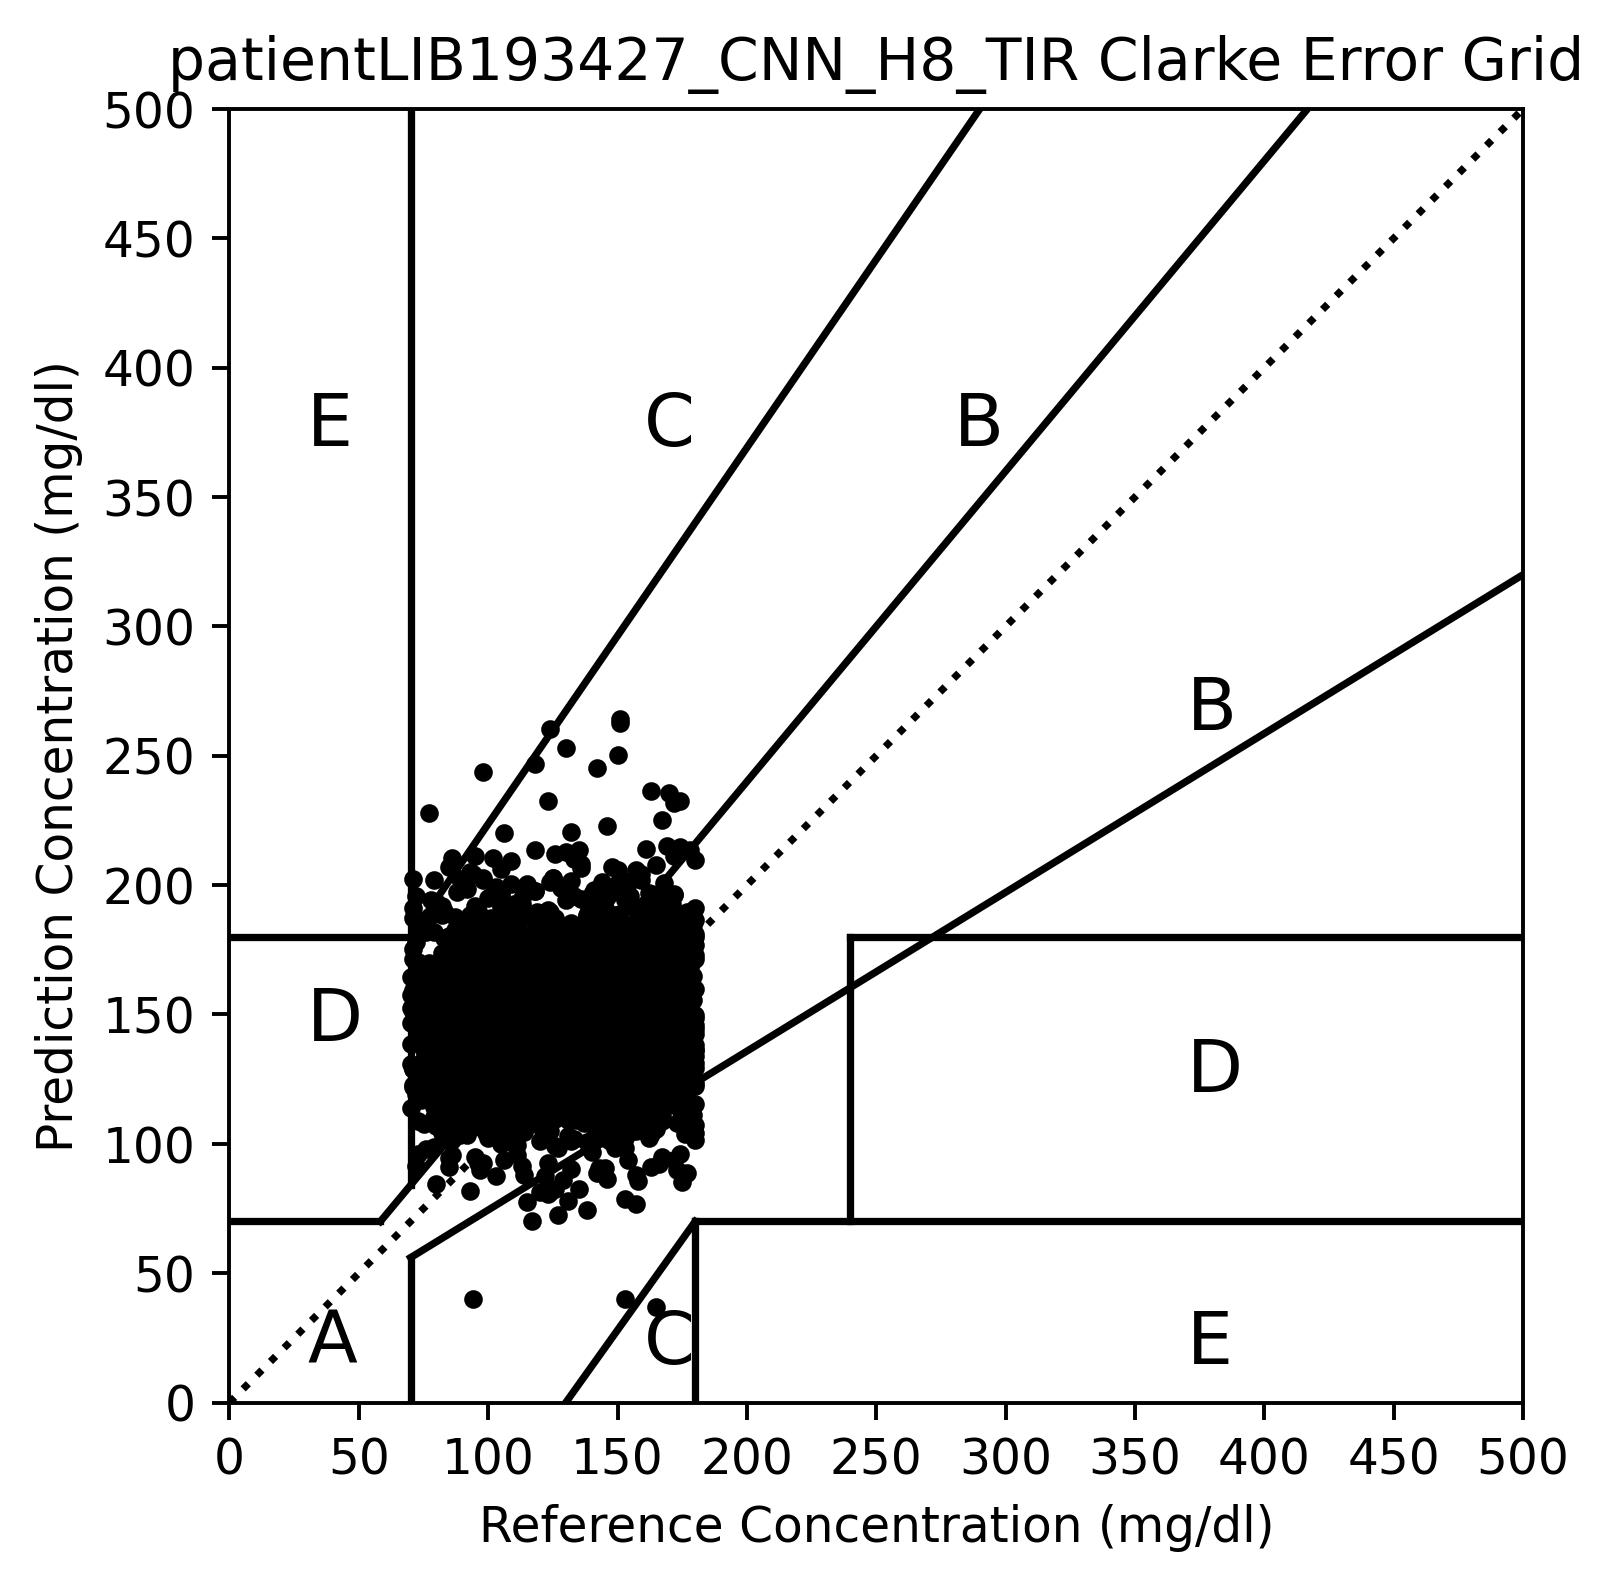 patientLIB193427_CNN_H8_TIR Clarke Error Grid
Prediction Concentration (mg/dl)
500
450
400
350
300
250
200
150
100
50
0
E
C
B
B
D
D
A
C
E
0 50 100 150 200 250 300 350 400 450 500
Reference Concentration (mg/dl)